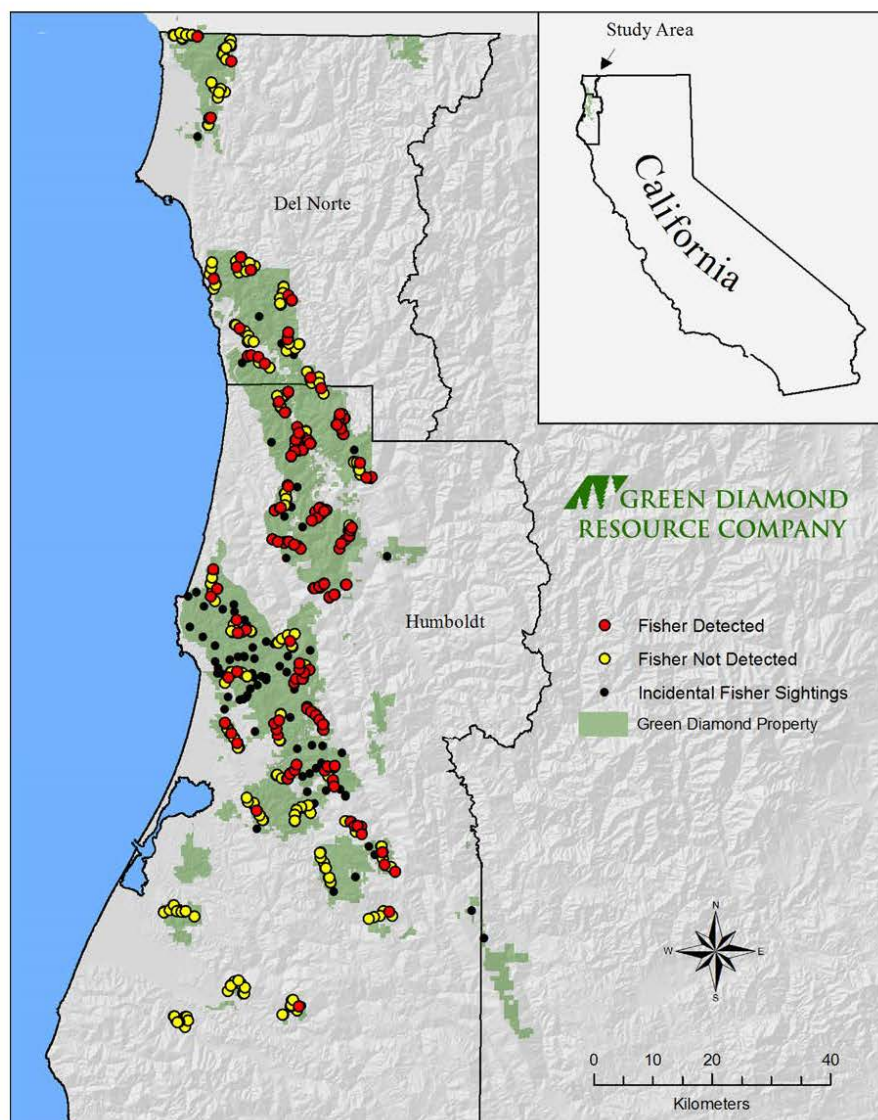 Study Area
California
Del Norte
GREEN DIAMOND
RESOURCE COMPANY
Humboldt
Fisher Detected
Fisher Not Detected
Incidental Fisher Sightings
Green Diamond Property
N
W E
S
0 10 20 40
Kilometers